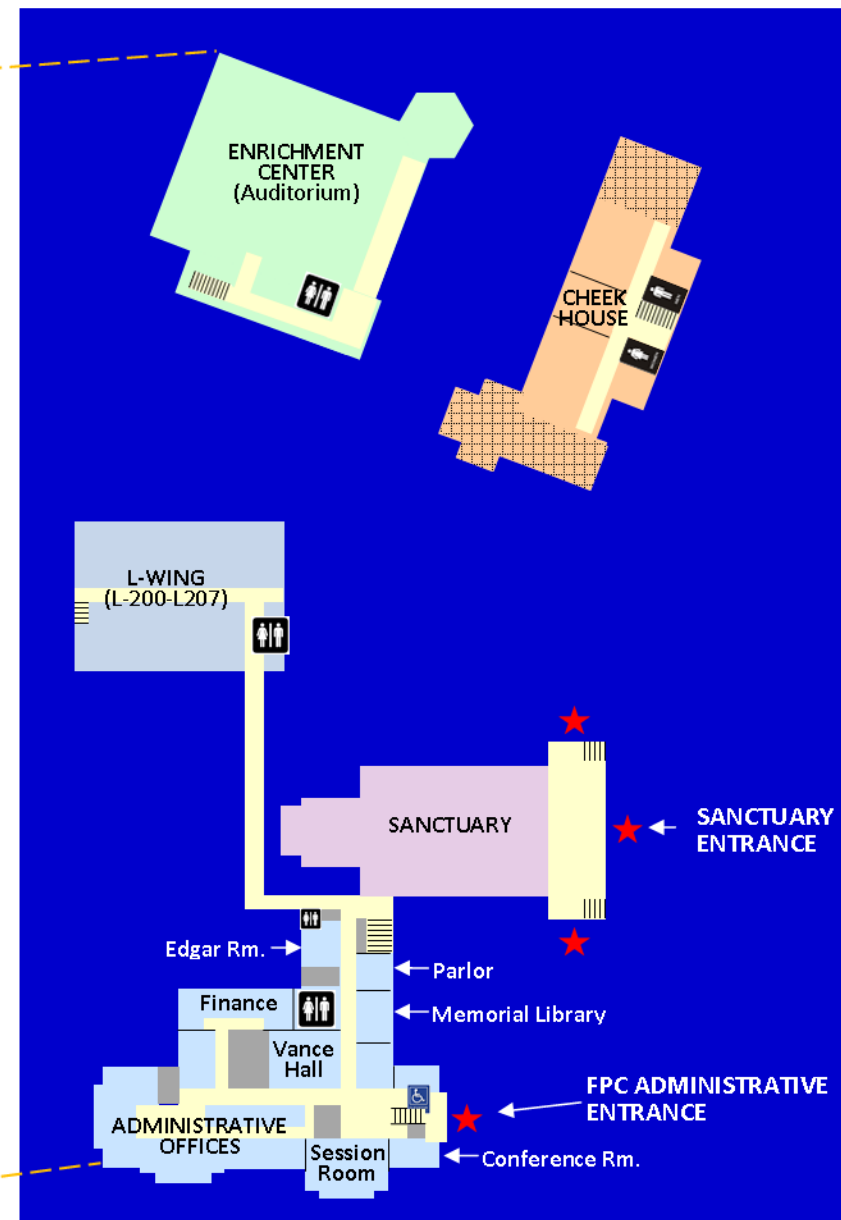 ENRICHMENT
CENTER
(Auditorium)
CHEEK
HOUSE
L-WING
(L-200-L207)
SANCTUARY
SANCTUARY
ENTRANCE
Edgar Rm.
Parlor
Finance
Memorial Library
Vance
Hall
FPC ADMINISTRATIVE
ENTRANCE
ADMINISTRATIVE
OFFICES
Session
Room
Conference Rm.